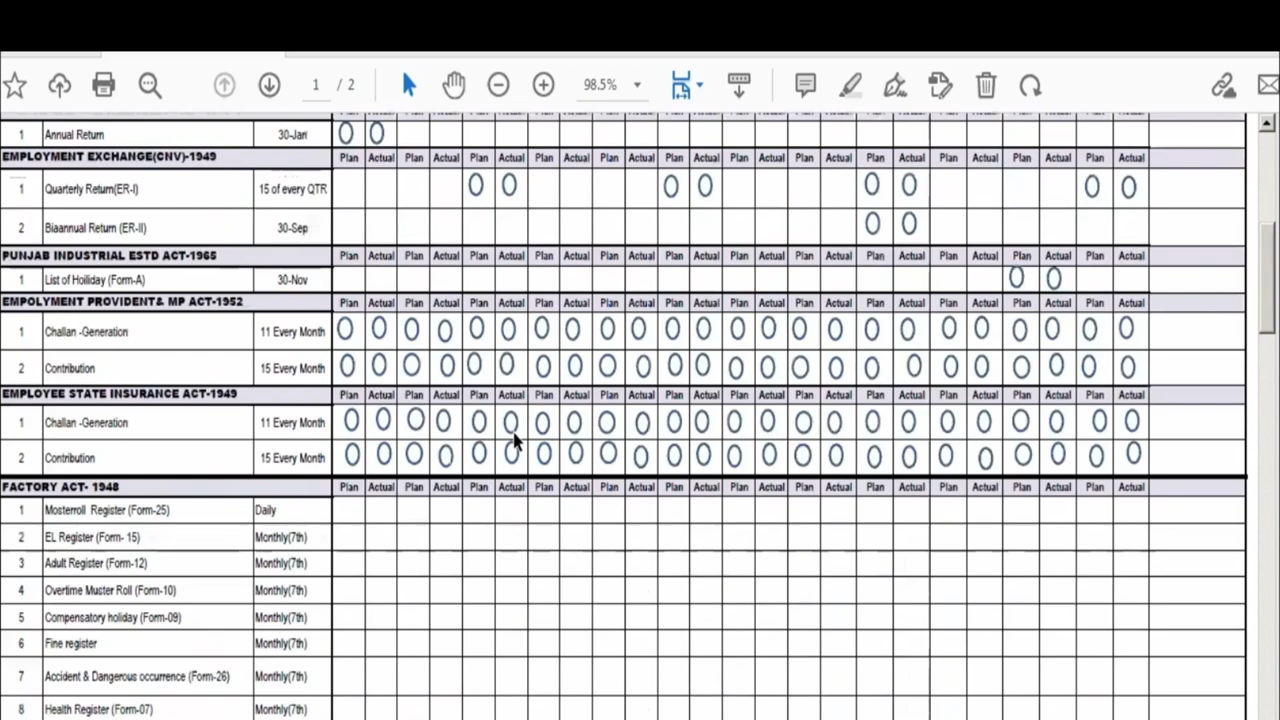 1 / 2 98.5%
1 Annual Return 30-Jan O O
EMPLOYMENT EXCHANGE(CNV)-1949 Plan Actual Plan Actual Plan Actual Plan Actual Plan Actual Plan Actual Plan Actual Plan Actual Plan Actual Plan Actual Plan Actual Plan Actual
1 Quarterly Return(ER-I) 15 of every QTR O O O O O O O O
2 Biaannual Return (ER-II) 30-Sep O O
PUNJAB INDUSTRIAL ESTD ACT-1965 Plan Actual Plan Actual Plan Actual Plan Actual Plan Actual Plan Actual Plan Actual Plan Actual Plan Actual Plan Actual Plan Actual Plan Actual
1 List of Hoiliday (Form-A) 30-Nov O O
EMPOLYMENT PROVIDENT& MP ACT-1952 Plan Actual Plan Actual Plan Actual Plan Actual Plan Actual Plan Actual Plan Actual Plan Actual Plan Actual Plan Actual Plan Actual Plan Actual
1 Challan -Generation 11 Every Month O O O O O O O O O O O O O O O O O O O O O O O O
2 Contribution 15 Every Month O O O O O O O O O O O O O O O O O O O O O O O O
EMPLOYEE STATE INSURANCE ACT-1949 Plan Actual Plan Actual Plan Actual Plan Actual Plan Actual Plan Actual Plan Actual Plan Actual Plan Actual Plan Actual Plan Actual Plan Actual
1 Challan -Generation 11 Every Month O O O O O O O O O O O O O O O O O O O O O O O O
2 Contribution 15 Every Month O O O O O O O O O O O O O O O O O O O O O O O O
FACTORY ACT- 1948 Plan Actual Plan Actual Plan Actual Plan Actual Plan Actual Plan Actual Plan Actual Plan Actual Plan Actual Plan Actual Plan Actual Plan Actual
1 Mosterroll Register (Form-25) Daily
2 EL Register (Form- 15) Monthly(7th)
3 Adult Register (Form-12) Monthly(7th)
4 Overtime Muster Roll (Form-10) Monthly(7th)
5 Compensatory holiday (Form-09) Monthly(7th)
6 Fine register Monthly(7th)
7 Accident & Dangerous occurrence (Form-26) Monthly(7th)
8 Health Register (Form-07) Monthly(7th)